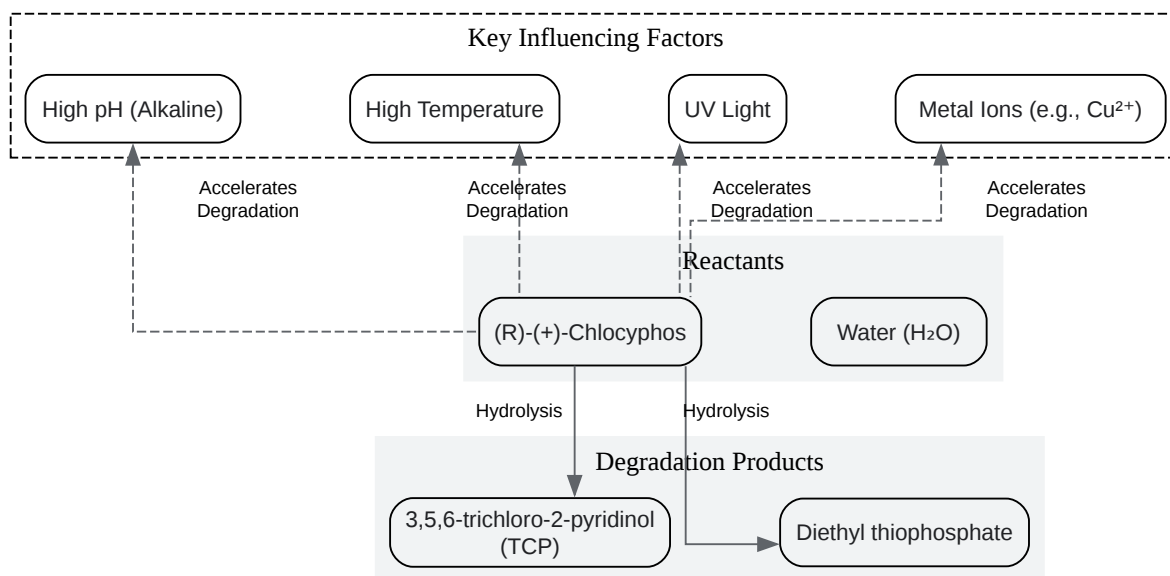 Key Influencing Factors
High pH (Alkaline)
High Temperature
UV Light
Metal Ions (e.g., Cu²⁺)
Accelerates
Degradation
Accelerates
Degradation
Accelerates
Degradation
Accelerates
Degradation
Reactants
(R)-(+)-Chlocyphos
Water (H₂O)
Hydrolysis
Hydrolysis
Degradation Products
3,5,6-trichloro-2-pyridinol
(TCP)
Diethyl thiophosphate